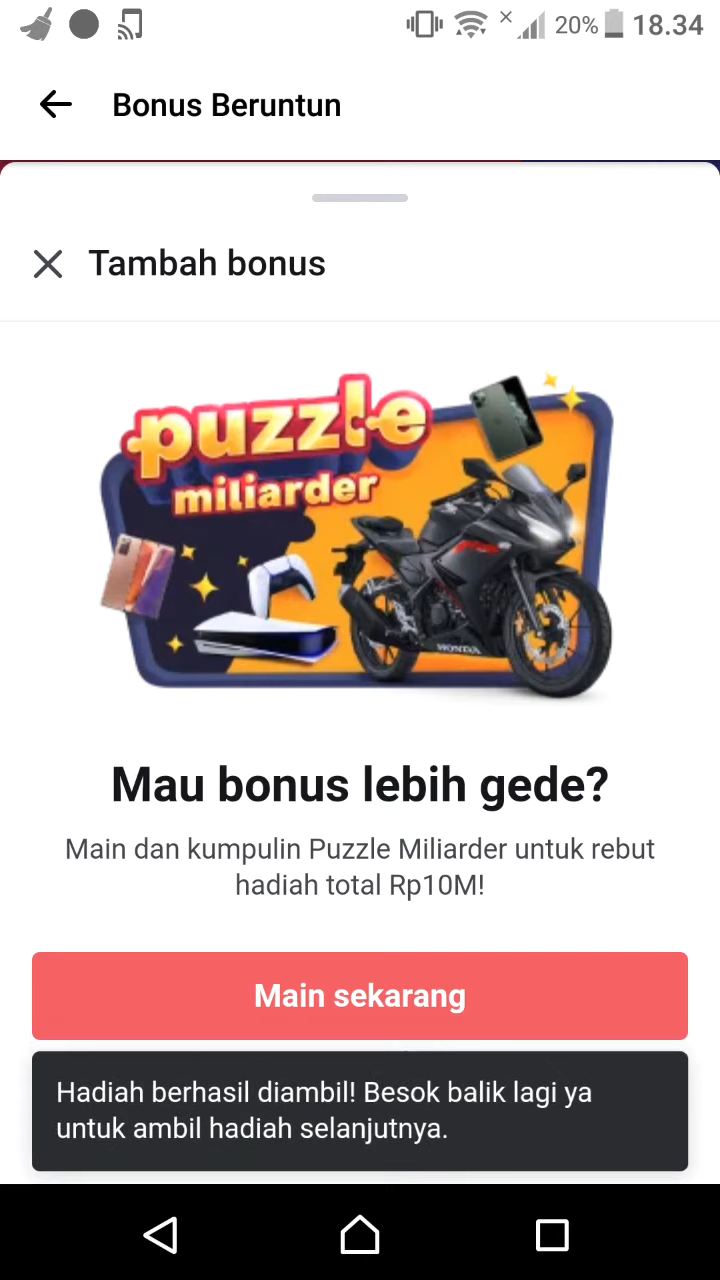 20% 18.34
Bonus Beruntun
Tambah bonus
puzzle
miliarder
HONDA
Mau bonus lebih gede?
Main dan kumpulin Puzzle Miliarder untuk rebut
hadiah total Rp10M!
Main sekarang
Hadiah berhasil diambil! Besok balik lagi ya
untuk ambil hadiah selanjutnya.